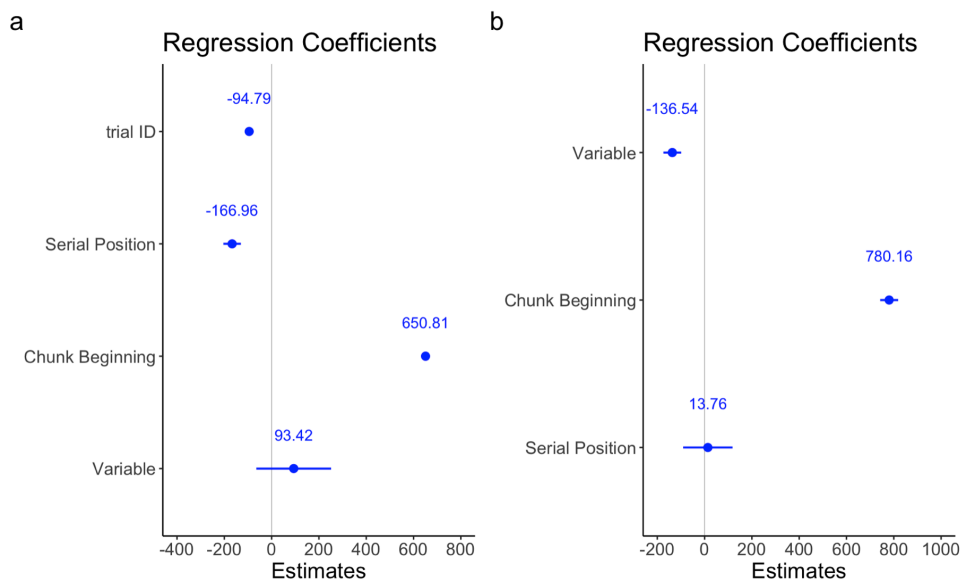 a
Regression Coefficients
-94.79
trial ID
-166.96
Serial Position
650.81
Chunk Beginning
93.42
Variable
-400 -200 0 200 400 600 800
Estimates
b
Regression Coefficients
-136.54
Variable
780.16
Chunk Beginning
13.76
Serial Position
-200 0 200 400 600 800 1000
Estimates